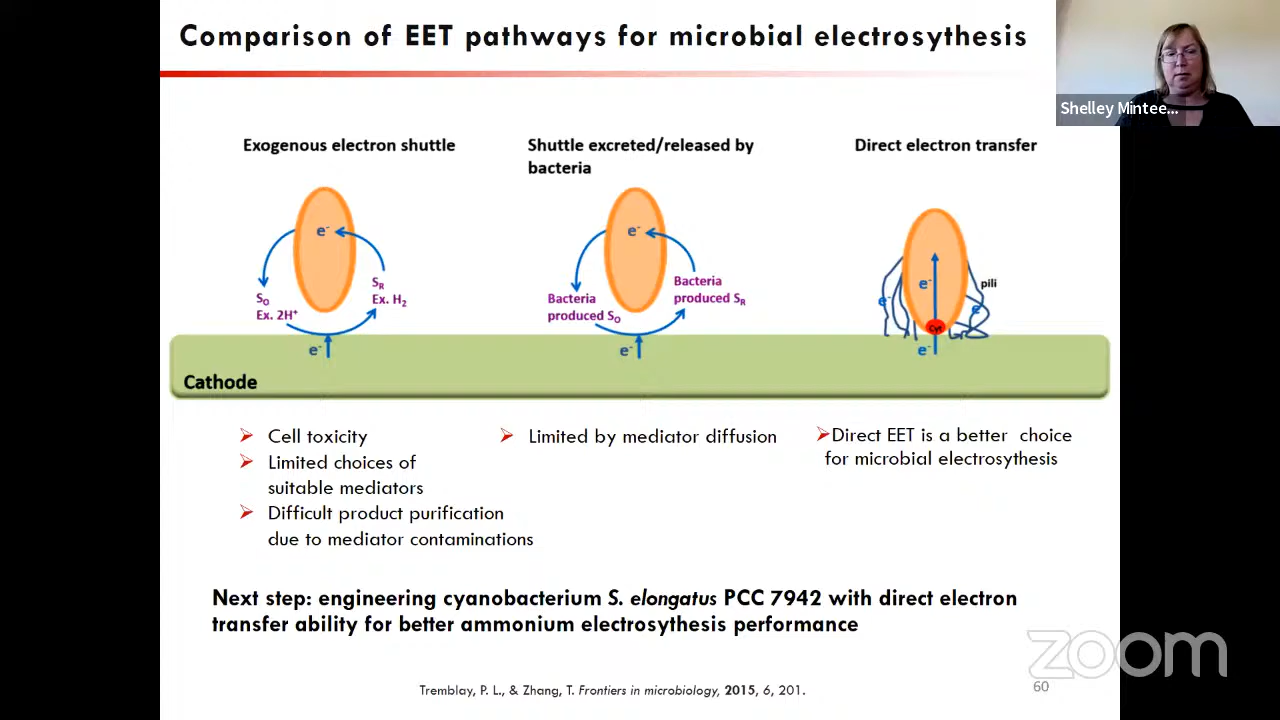 Comparison of EET pathways for microbial electrosythesis
Shelley Mintee...
Exogenous electron shuttle
Shuttle excreted/released by
bacteria
Direct electron transfer
e-
e-
e-
SO
Ex. 2H+
SR
Ex. H2
Bacteria
produced SO
Bacteria
produced SR
pili
e-
e-
Cyt
e-
e-
e-
Cathode
➢ Cell toxicity
➢ Limited choices of
suitable mediators
➢ Difficult product purification
due to mediator contaminations
➢ Limited by mediator diffusion
➢Direct EET is a better choice
for microbial electrosythesis
Next step: engineering cyanobacterium S. elongatus PCC 7942 with direct electron
transfer ability for better ammonium electrosythesis performance
zoom
Tremblay, P. L., & Zhang, T. Frontiers in microbiology, 2015, 6, 201.
60